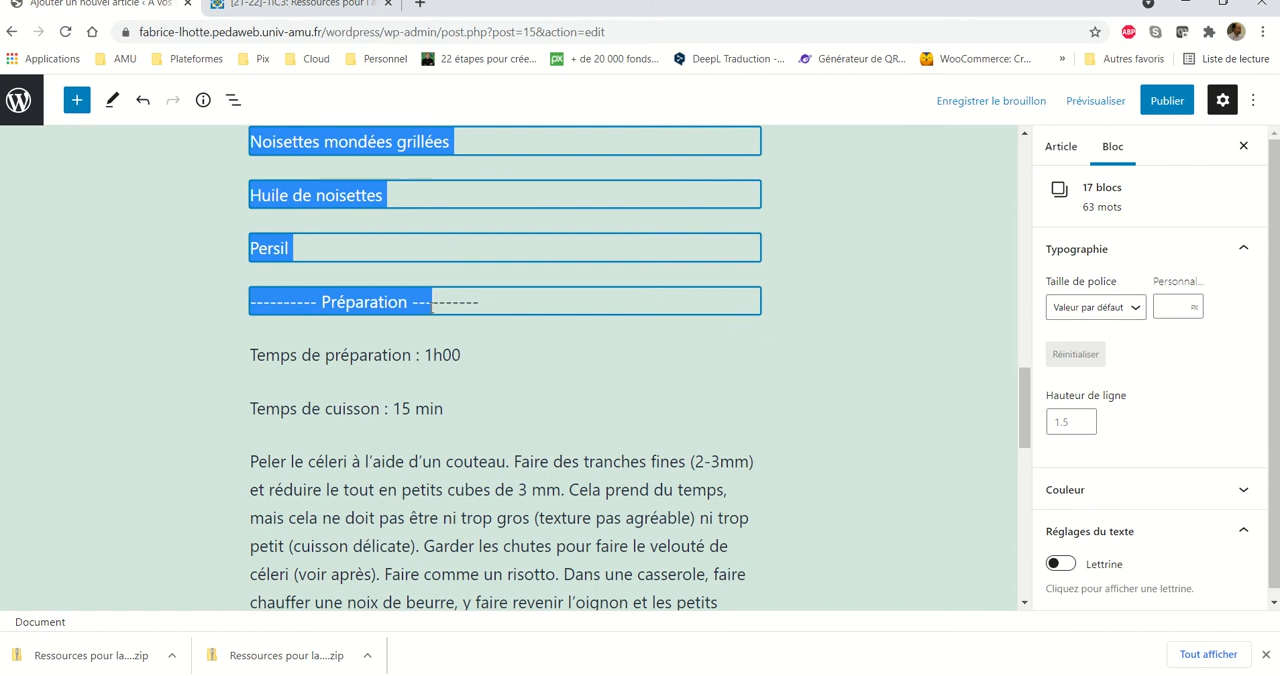 Ajouter un nouvel article ‹ A vos
[21-22]-TIC3: Ressources pour l'a
fabrice-lhotte.pedaweb.univ-amu.fr/wordpress/wp-admin/post.php?post=15&action=edit
Applications
AMU
Plateformes
Pix
Cloud
Personnel
22 étapes pour crée...
+ de 20 000 fonds...
DeepL Traduction -...
Générateur de QR...
WooCommerce: Cr...
»
Autres favoris
Liste de lecture
Enregistrer le brouillon
Prévisualiser
Publier
Noisettes mondées grillées
Huile de noisettes
Persil
---------- Préparation ----------
Temps de préparation : 1h00
Temps de cuisson : 15 min
Peler le céleri à l'aide d'un couteau. Faire des tranches fines (2-3mm)
et réduire le tout en petits cubes de 3 mm. Cela prend du temps,
mais cela ne doit pas être ni trop gros (texture pas agréable) ni trop
petit (cuisson délicate). Garder les chutes pour faire le velouté de
céleri (voir après). Faire comme un risotto. Dans une casserole, faire
chauffer une noix de beurre, y faire revenir l'oignon et les petits
Article
Bloc
17 blocs
63 mots
Typographie
Taille de police
Personnal...
Valeur par défaut
PX
Réinitialiser
Hauteur de ligne
1.5
Couleur
Réglages du texte
Lettrine
Cliquez pour afficher une lettrine.
Document
Ressources pour la....zip
Ressources pour la....zip
Tout afficher